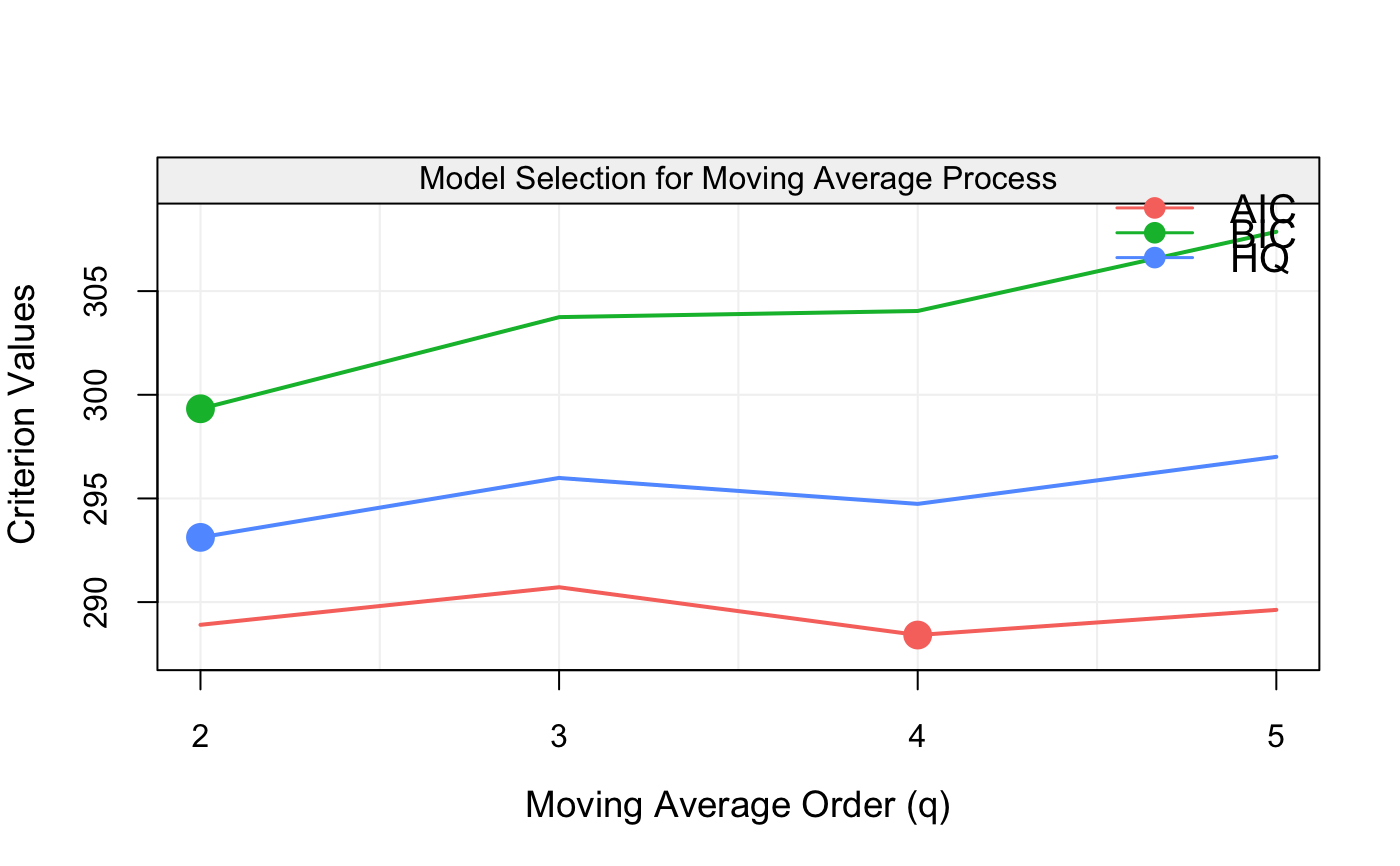 Model Selection for Moving Average Process
AIC
BIC
HQ
Criterion Values
305
300
295
290
2 3 4 5
Moving Average Order (q)